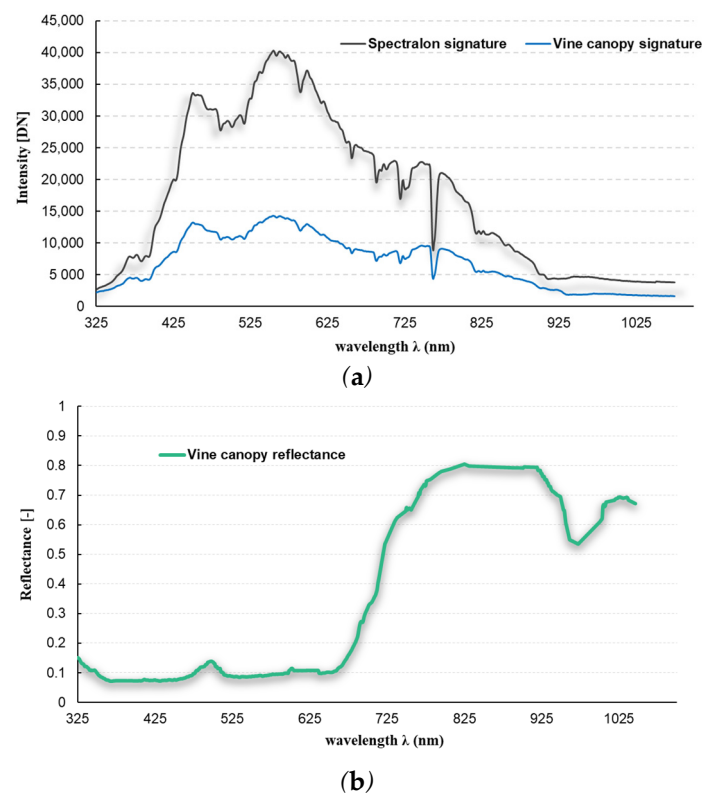 (a)
45,000
Spectralon signature Vine canopy signature
40,000
35,000
30,000
25,000
20,000
15,000
10,000
5 000
0
Intensity [DN]
325 425 525 625 725 825 925 1025
wavelength λ (nm)
(a)
1
0.9
Vine canopy reflectance
0.8
0.7
0.6
0.5
0.4
0.3
0.2
0.1
0
Reflectance [-]
325 425 525 625 725 825 925 1025
wavelength λ (nm)
(b)